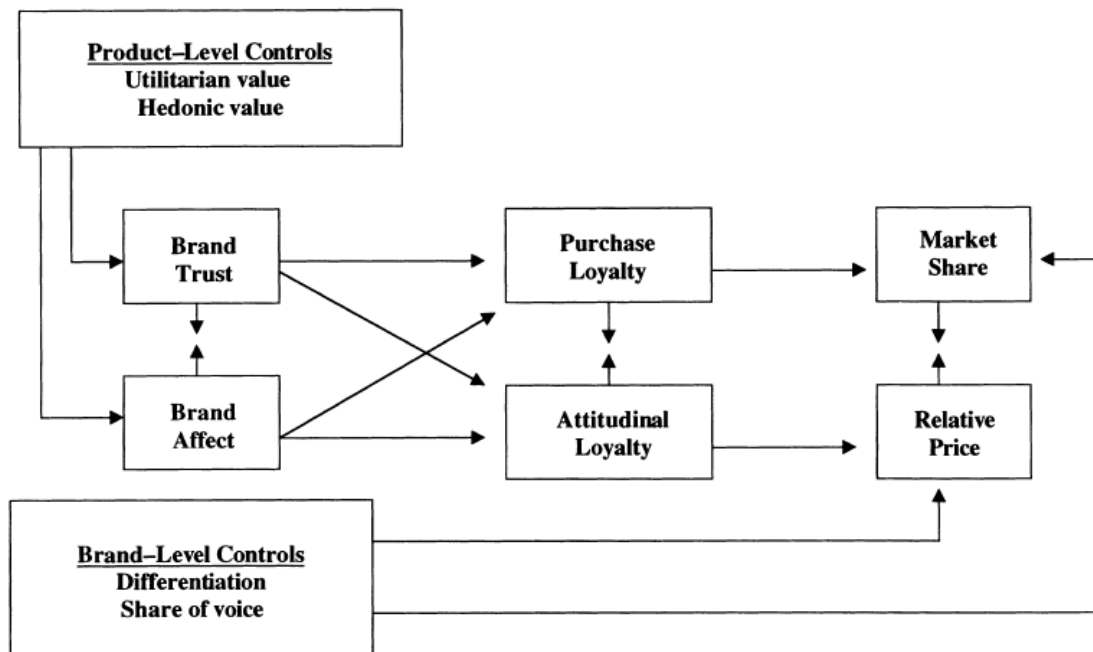 Product–Level Controls
Utilitarian value
Hedonic value
Brand
Trust
Purchase
Loyalty
Market
Share
Brand
Affect
Attitudinal
Loyalty
Relative
Price
Brand–Level Controls
Differentiation
Share of voice